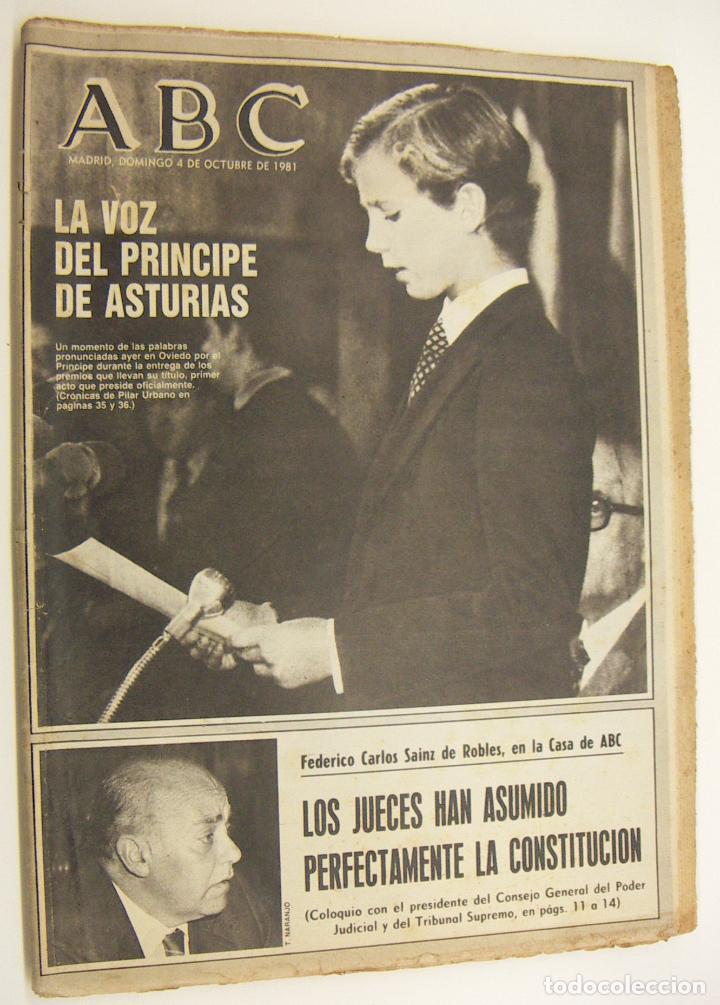 ABC
MADRID, DOMINGO 4 DE OCTUBRE DE 1981
LA VOZ
DEL PRINCIPE
DE ASTURIAS
Un momento de las palabras
pronunciadas ayer en Oviedo por el
Príncipe durante la entrega de los
premios que llevan su título, primer
acto que preside oficialmente.
(Crónicas de Pilar Urbano en
páginas 35 y 36.)
T. NARANJO
Federico Carlos Sainz de Robles, en la Casa de ABC
LOS JUECES HAN ASUMIDO
PERFECTAMENTE LA CONSTITUCION
(Coloquio con el presidente del Consejo General del Poder
Judicial y del Tribunal Supremo, en págs. 11 a 14)
todocoleccion